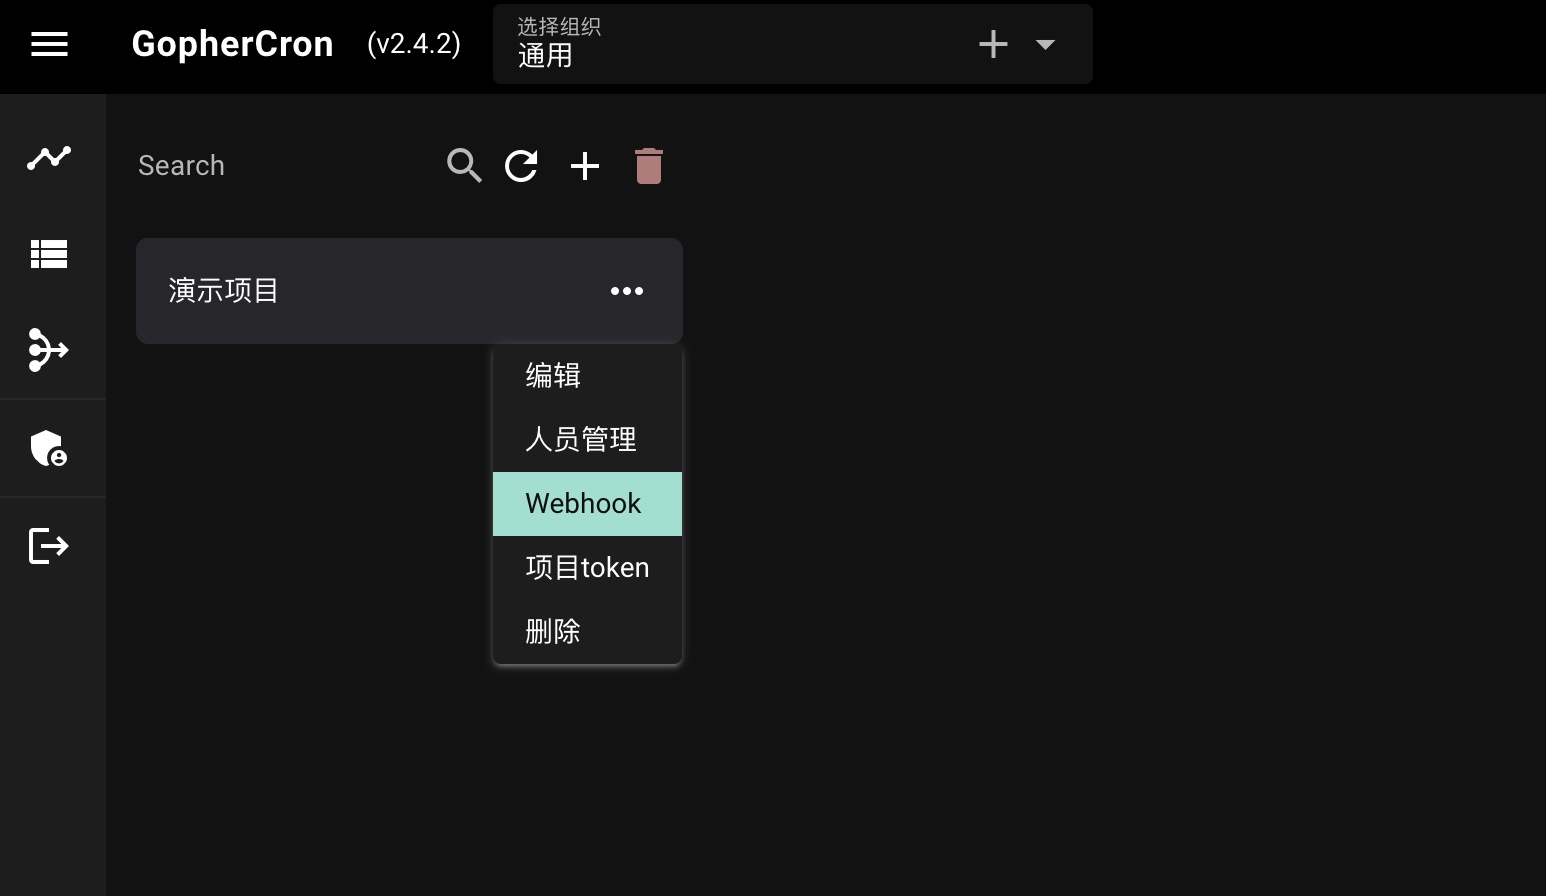 GopherCron (v2.4.2)
选择组织
通用
Search
演示项目
编辑
人员管理
Webhook
项目token
删除